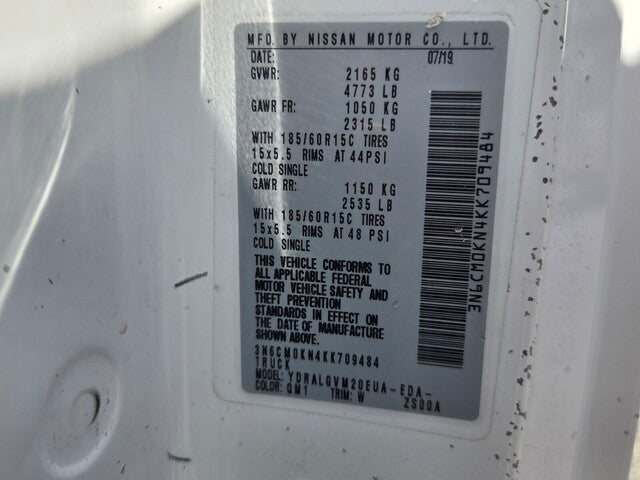 MFD. BY NISSAN MOTOR CO., LTD.
DATE: 07/19
GVWR: 2165 KG
4773 LB
GAWR FR: 1050 KG
2315 LB
WITH 185/60R15C TIRES
15x5.5 RIMS AT 44PSI
COLD SINGLE
GAWR RR: 1150 KG
2535 LB
WITH 185/60R15C TIRES
15x5.5 RIMS AT 48 PSI
COLD SINGLE
THIS VEHICLE CONFORMS TO
ALL APPLICABLE FEDERAL
MOTOR VEHICLE SAFETY AND
THEFT PREVENTION
STANDARDS IN EFFECT ON
THE DATE OF MANUFACTURE
SHOWN ABOVE.
3N6CM0KN4KK709484
TRUCK
MODEL: YDRALGVM20EUA-EDA-
COLOR: QM1 TRIM: W ZS00A
3N6CM0KN4KK709484